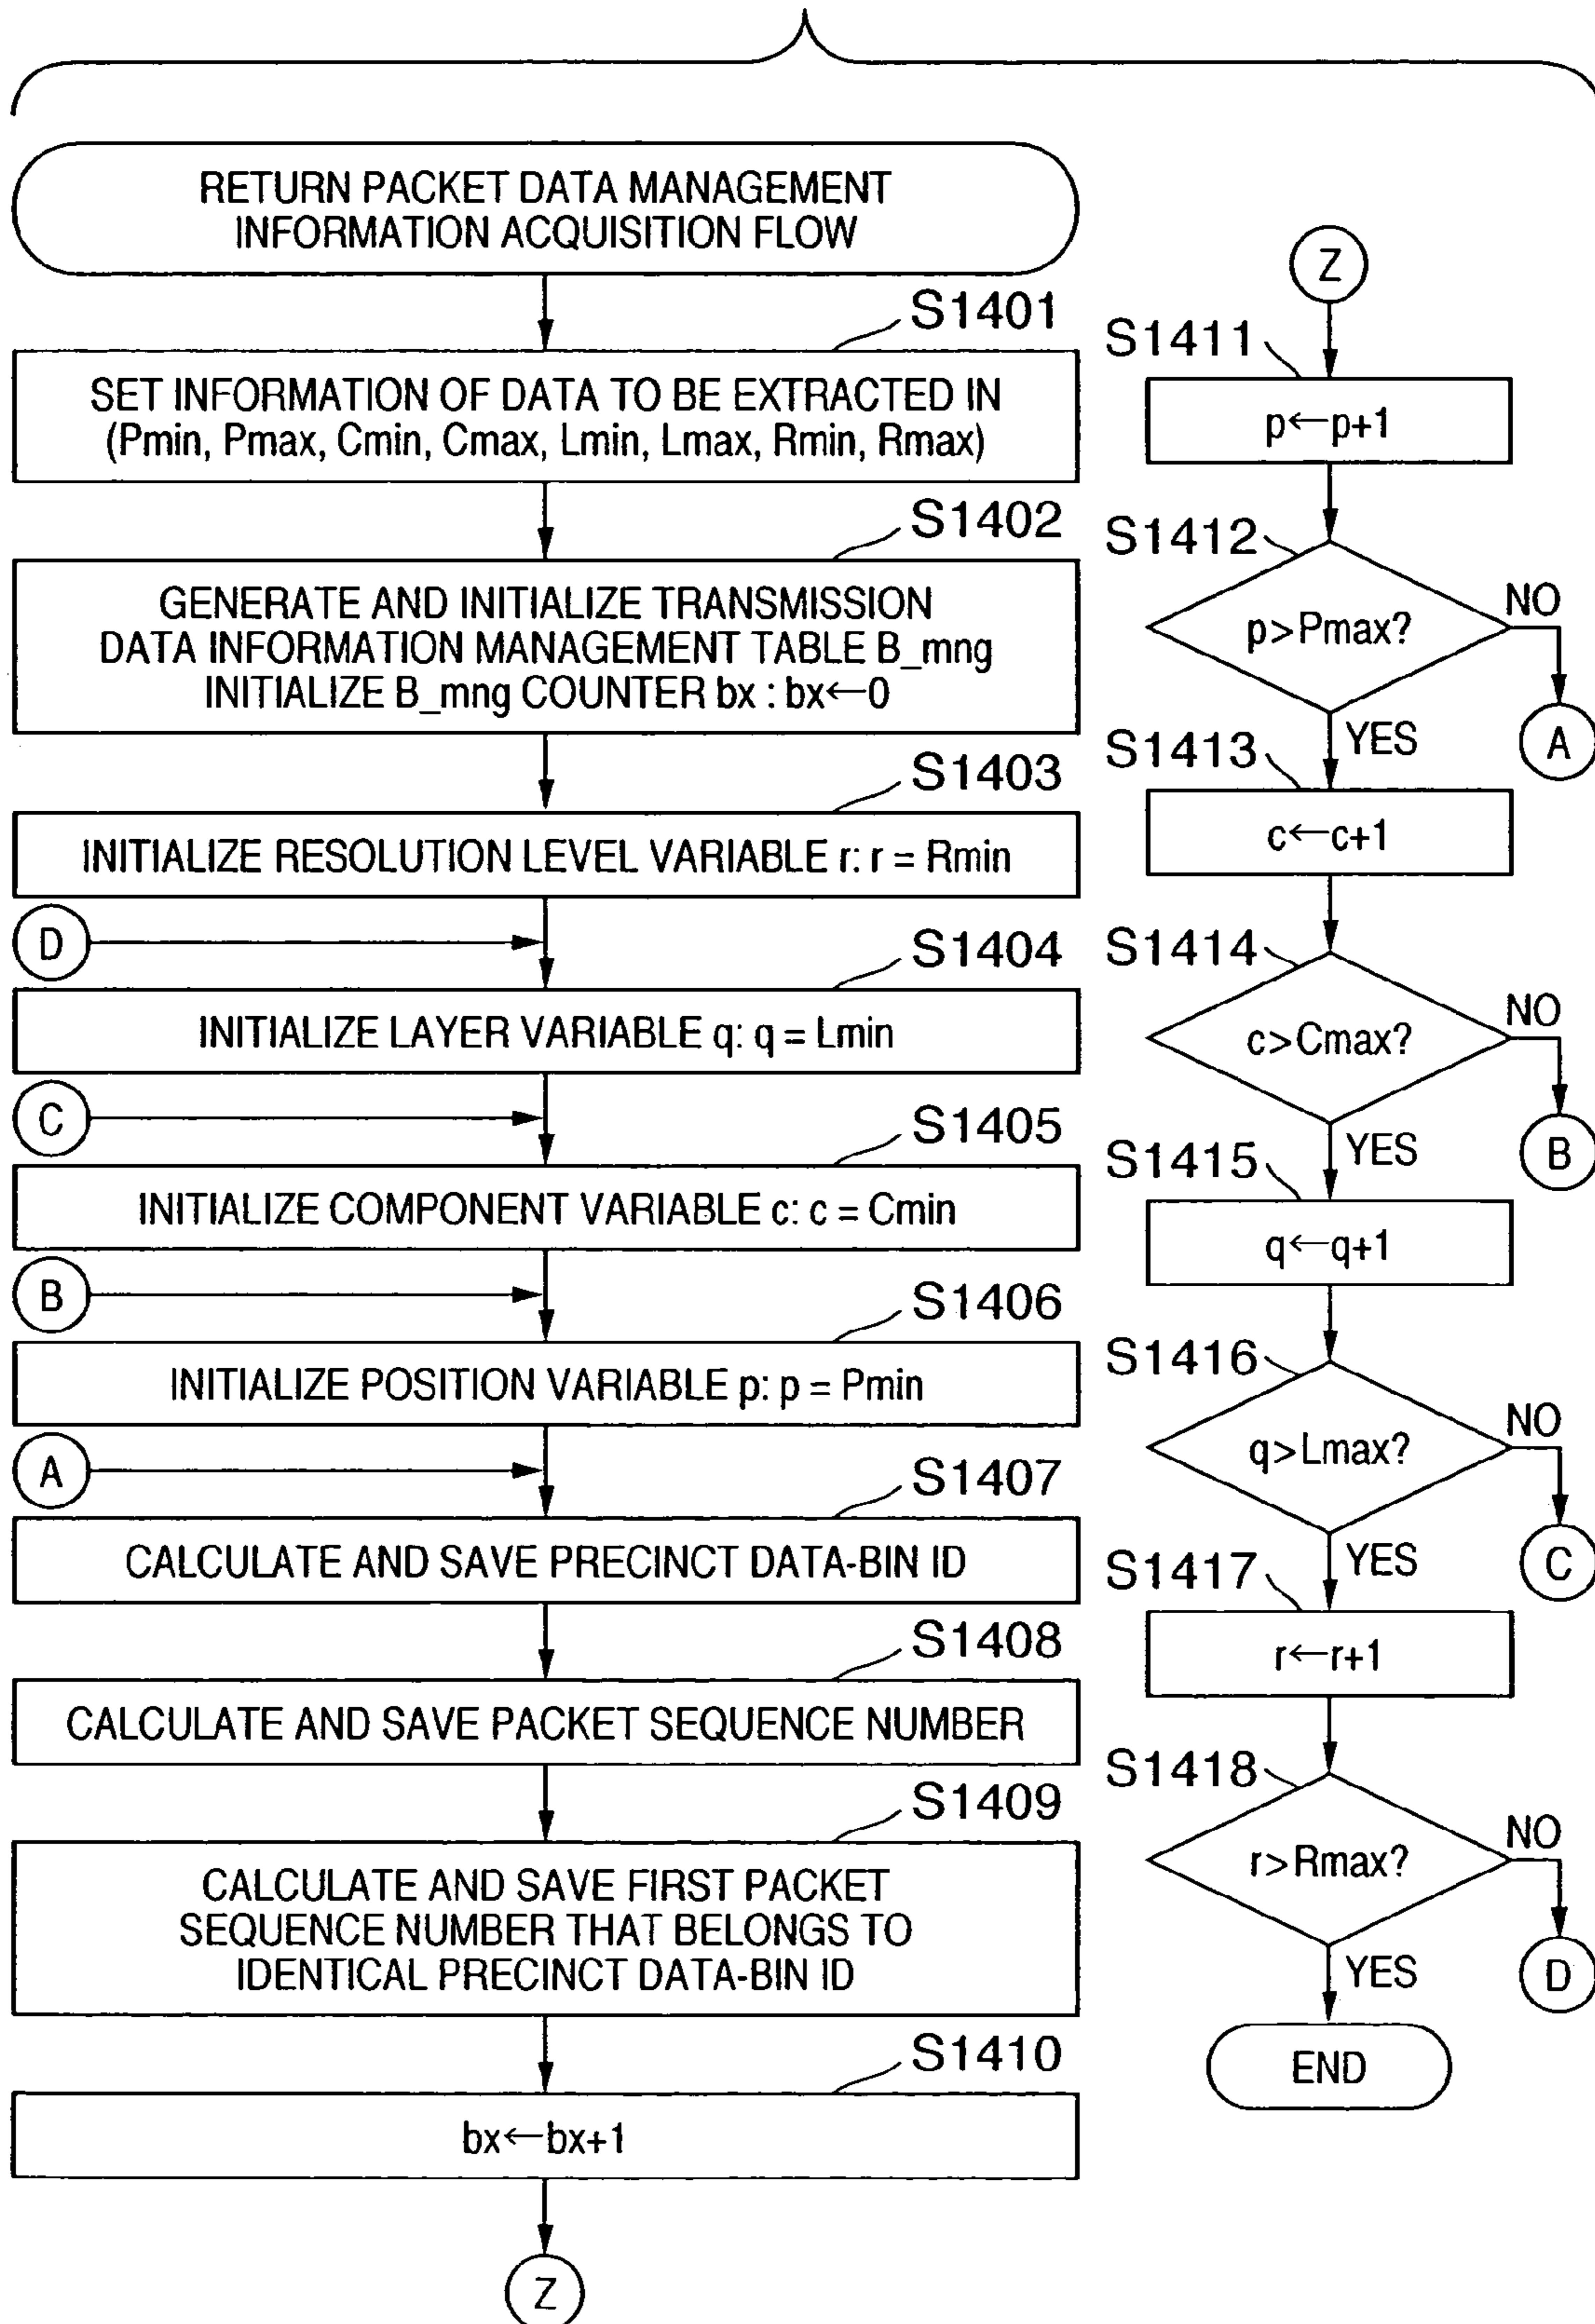 RETURN PACKET DATA MANAGEMENT
INFORMATION ACQUISITION FLOW
S1401
SET INFORMATION OF DATA TO BE EXTRACTED IN
(Pmin, Pmax, Cmin, Cmax, Lmin, Lmax, Rmin, Rmax)
S1402
GENERATE AND INITIALIZE TRANSMISSION
DATA INFORMATION MANAGEMENT TABLE B_mng
INITIALIZE B_mng COUNTER bx : bx←0
S1403
INITIALIZE RESOLUTION LEVEL VARIABLE r: r = Rmin
D
S1404
INITIALIZE LAYER VARIABLE q: q = Lmin
C
S1405
INITIALIZE COMPONENT VARIABLE c: c = Cmin
B
S1406
INITIALIZE POSITION VARIABLE p: p = Pmin
A
S1407
CALCULATE AND SAVE PRECINCT DATA-BIN ID
S1408
CALCULATE AND SAVE PACKET SEQUENCE NUMBER
S1409
CALCULATE AND SAVE FIRST PACKET
SEQUENCE NUMBER THAT BELONGS TO
IDENTICAL PRECINCT DATA-BIN ID
S1410
bx←bx+1
Z
Z
S1411
p←p+1
S1412
p>Pmax?
NO
A
YES
S1413
c←c+1
S1414
c>Cmax?
NO
B
YES
S1415
q←q+1
S1416
q>Lmax?
NO
C
YES
S1417
r←r+1
S1418
r>Rmax?
NO
D
YES
END